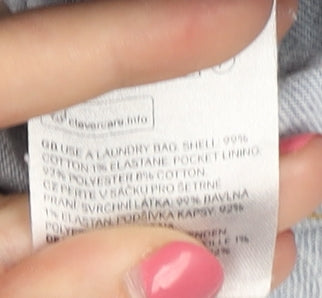 clevercare.info
GB USE A LAUNDRY BAG. SHELL: 99%
COTTON 1% ELASTANE. POCKET LINING:
92% POLYESTER 8% COTTON.
CZ PERTE V SÁČKU PRO ŠETRNÉ
PRANÍ. SVRCHNÍ LÁTKA: 99% BAVLNA
1% ELASTAN. PODŠÍVKA KAPSY: 92%